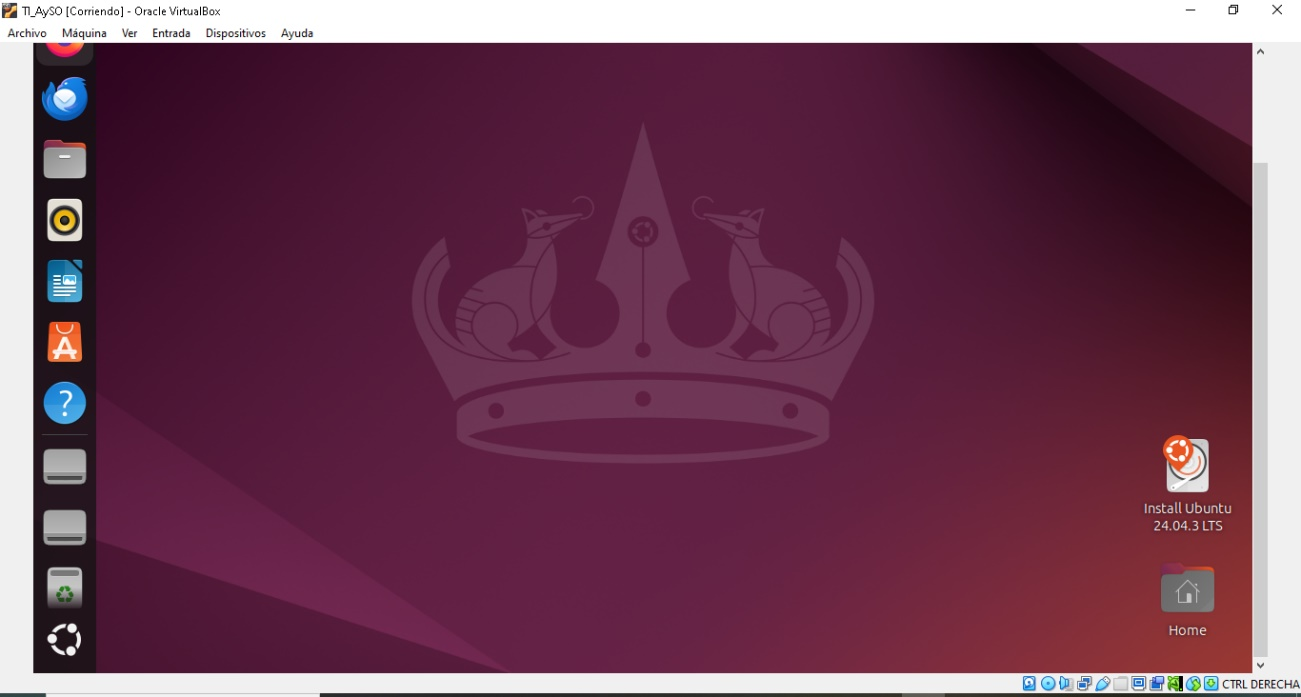 TI_AySO [Corriendo] - Oracle VirtualBox
Archivo Máquina Ver Entrada Dispositivos Ayuda
Install Ubuntu
24.04.3 LTS
Home
CTRL DERECHA